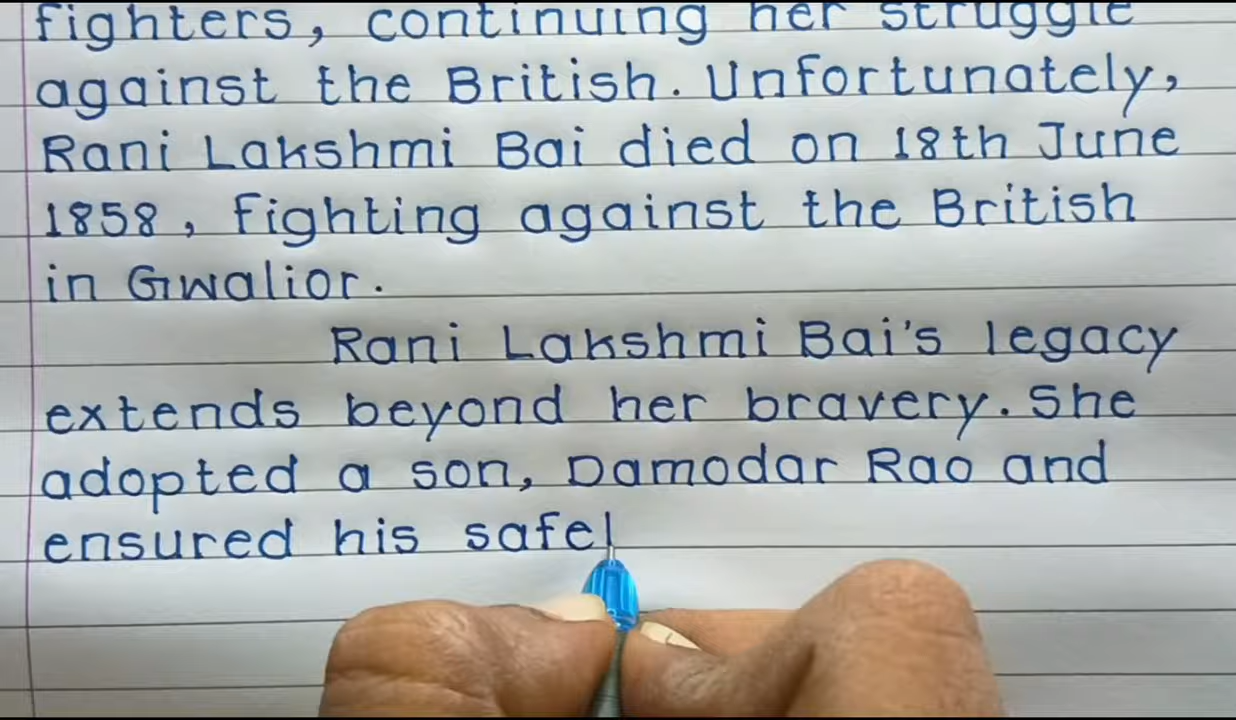 fighters, continuing her struggle
against the British. Unfortunately,
Rani Lakshmi Bai died on 18th June
1858, Fighting against the British
in Gwalior.
Rani Lakshmi Bai's legacy
extends beyond her bravery. She
adopted a son, Damodar Rao and
ensured his safel